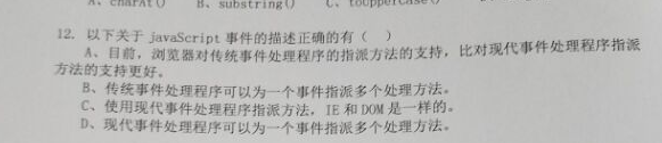 A、charAt() B、substring() C、toUpperCase()
12. 以下关于 javaScript 事件的描述正确的有（ ）
A、目前，浏览器对传统事件处理程序的指派方法的支持，比对现代事件处理程序指派
方法的支持更好。
B、传统事件处理程序可以为一个事件指派多个处理方法。
C、使用现代事件处理程序指派方法，IE 和 DOM 是一样的。
D、现代事件处理程序可以为一个事件指派多个处理方法。